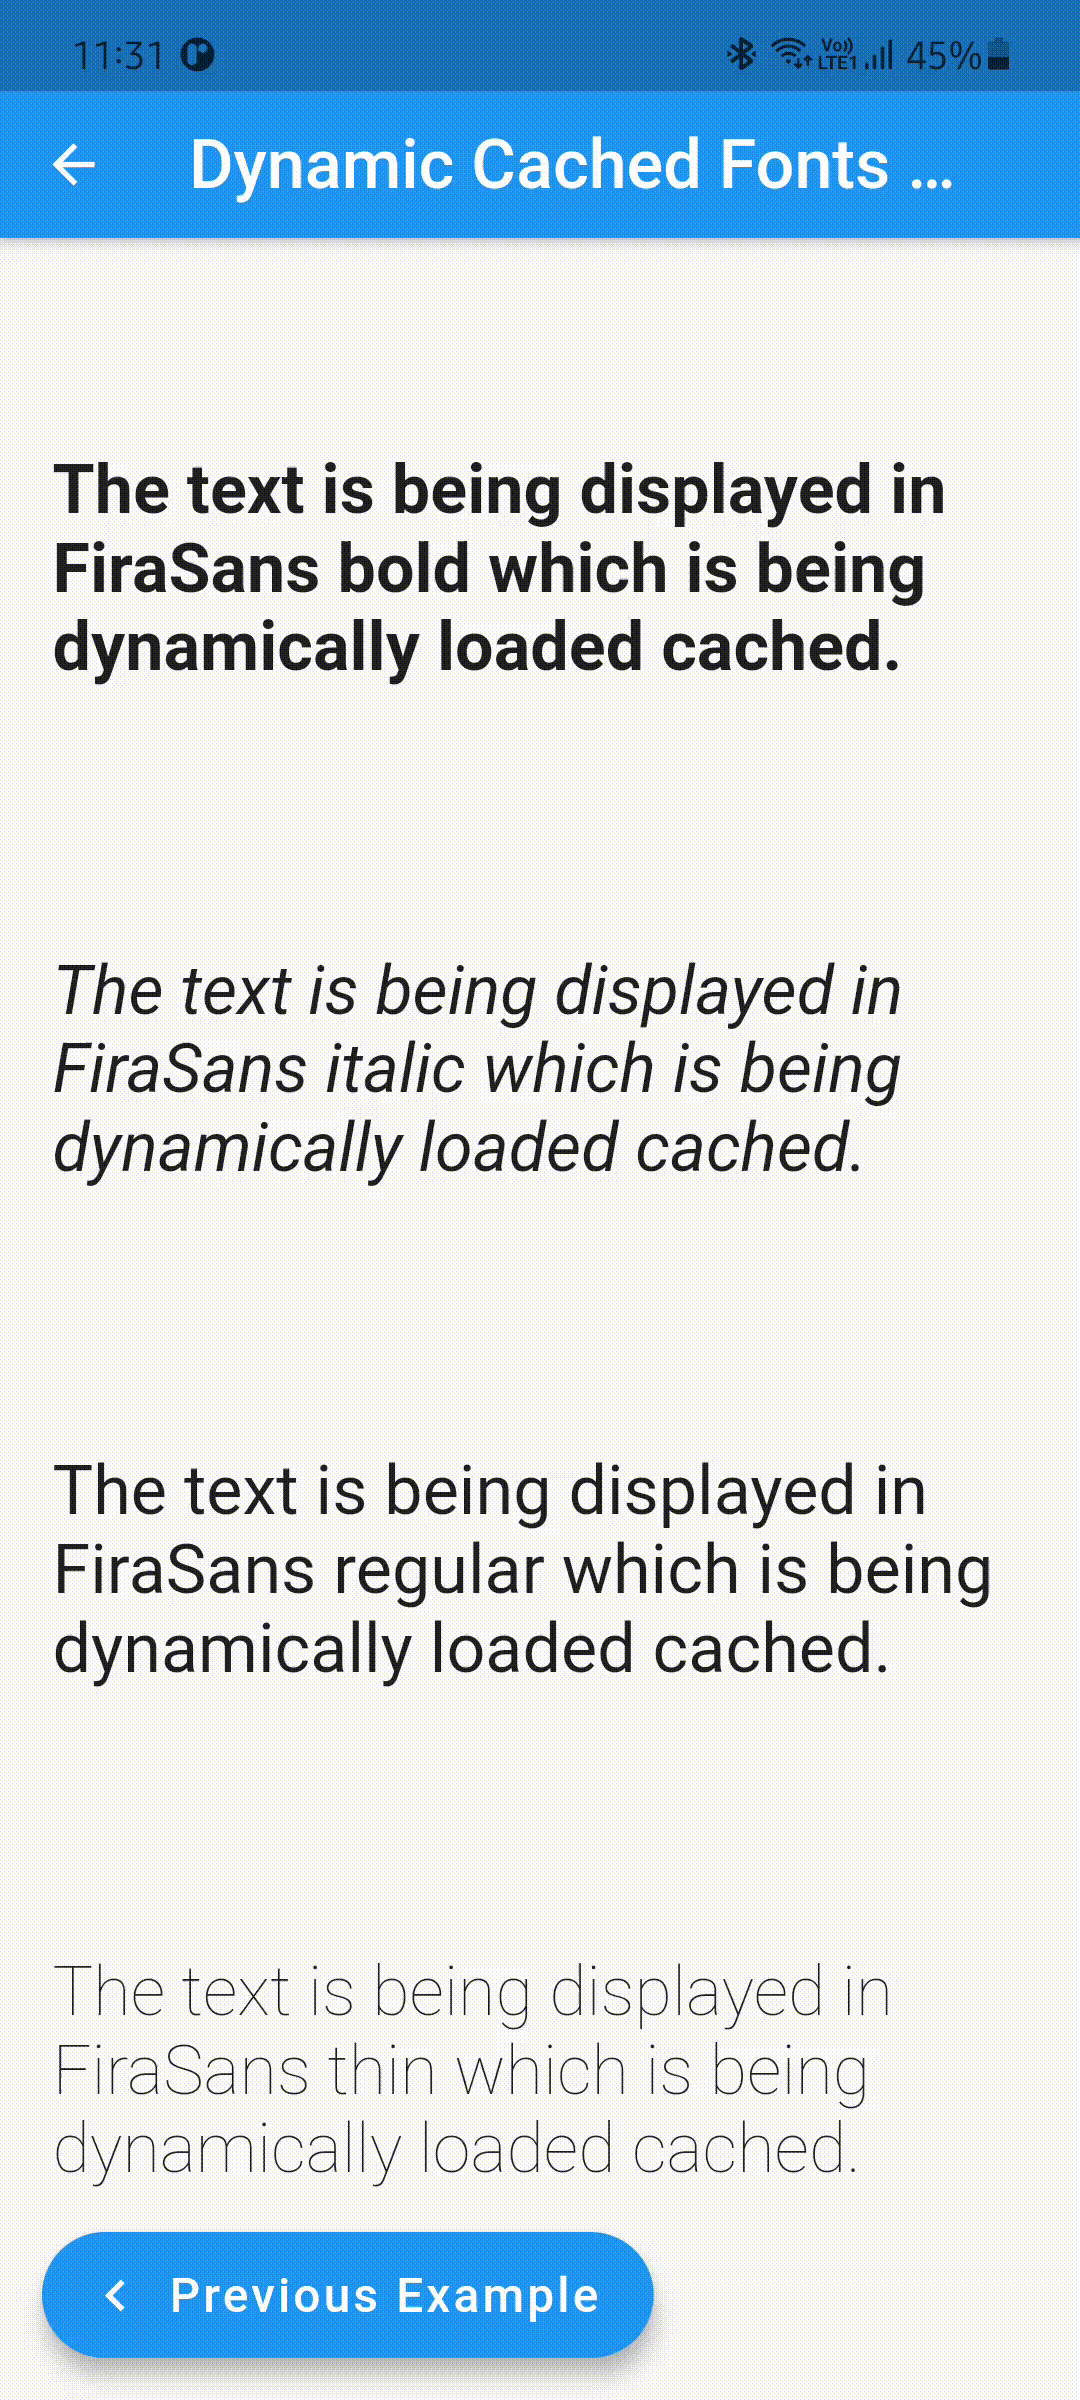 11:31 Vo)) LTE1 45%
Dynamic Cached Fonts ...
The text is being displayed in
FiraSans bold which is being
dynamically loaded cached.
The text is being displayed in
FiraSans italic which is being
dynamically loaded cached.
The text is being displayed in
FiraSans regular which is being
dynamically loaded cached.
The text is being displayed in
FiraSans thin which is being
dynamically loaded cached.
Previous Example